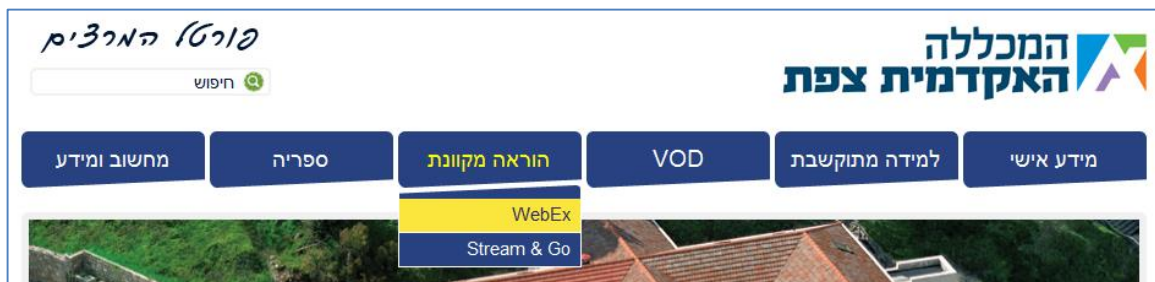 פורטל המרצים
חיפוש
המכללה
האקדמית צפת
מידע אישי
למידה מתוקשבת
VOD
הוראה מקוונת
ספריה
מחשוב ומידע
WebEx
Stream & Go